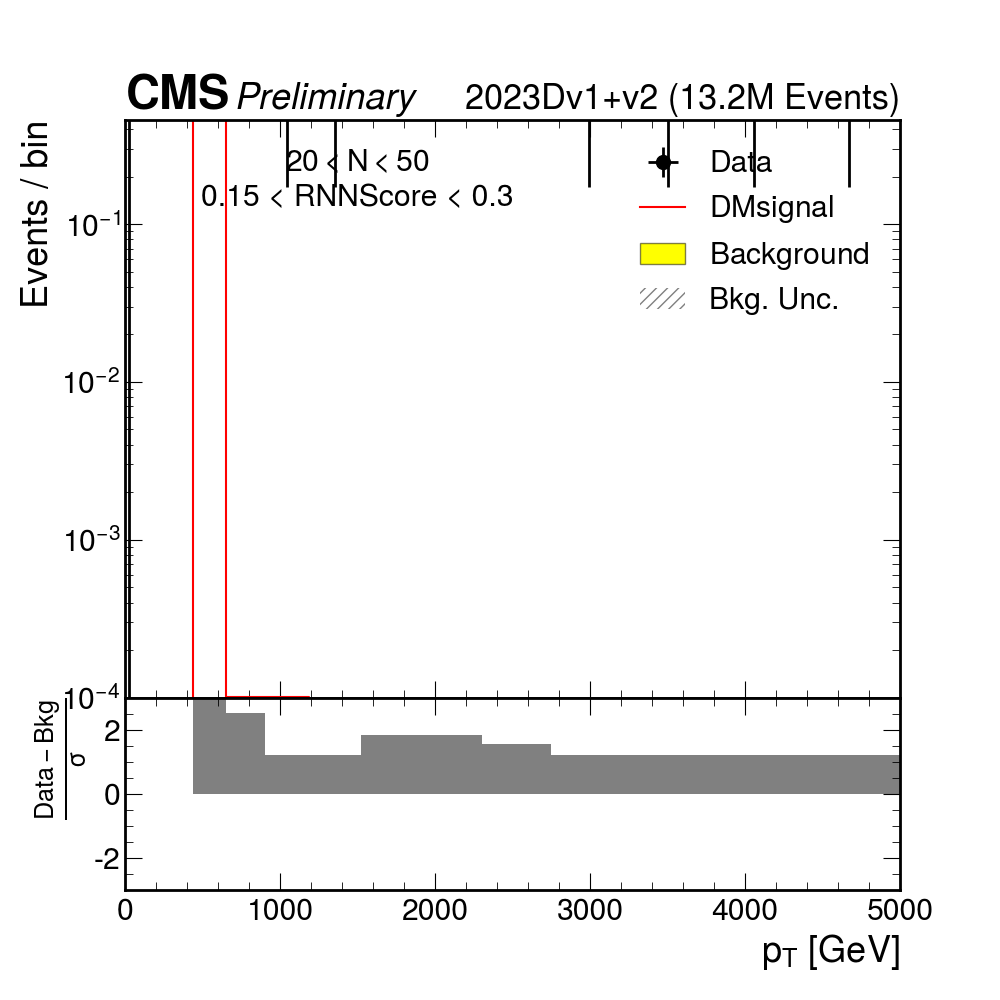 CMS Preliminary 2023Dv1+v2 (13.2M Events)
Events / bin
20 < N < 50
0.15 < RNNScore < 0.3
Data
DMsignal
Background
Bkg. Unc.
10⁻¹
10⁻²
10⁻³
10⁻⁴
Data – Bkg
σ
2
0
-2
0 1000 2000 3000 4000 5000
p_T [GeV]